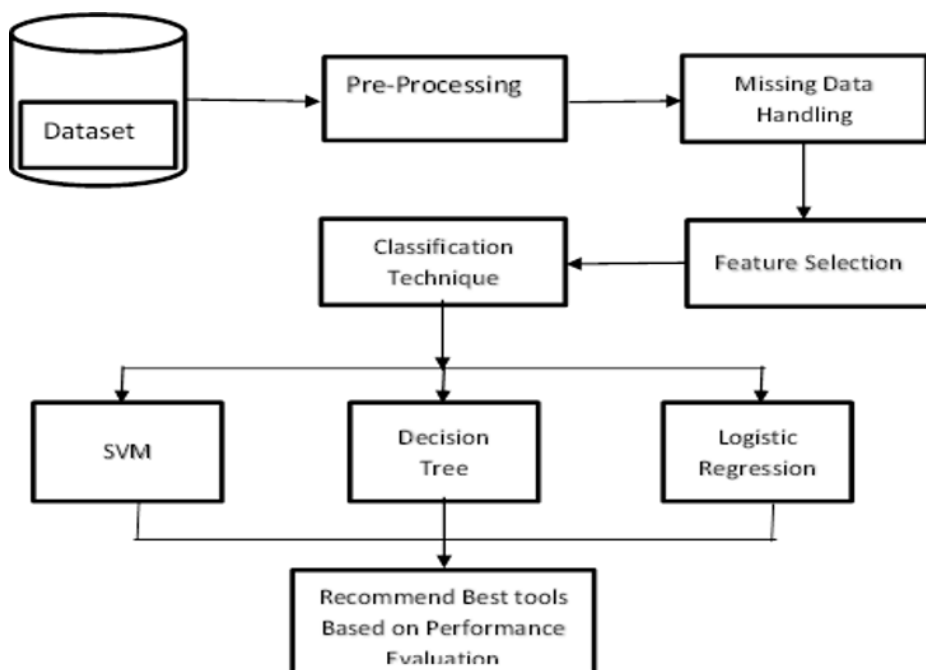 Dataset
Pre-Processing
Missing Data
Handling
Feature Selection
Classification
Technique
SVM
Decision
Tree
Logistic
Regression
Recommend Best tools
Based on Performance
Evaluation